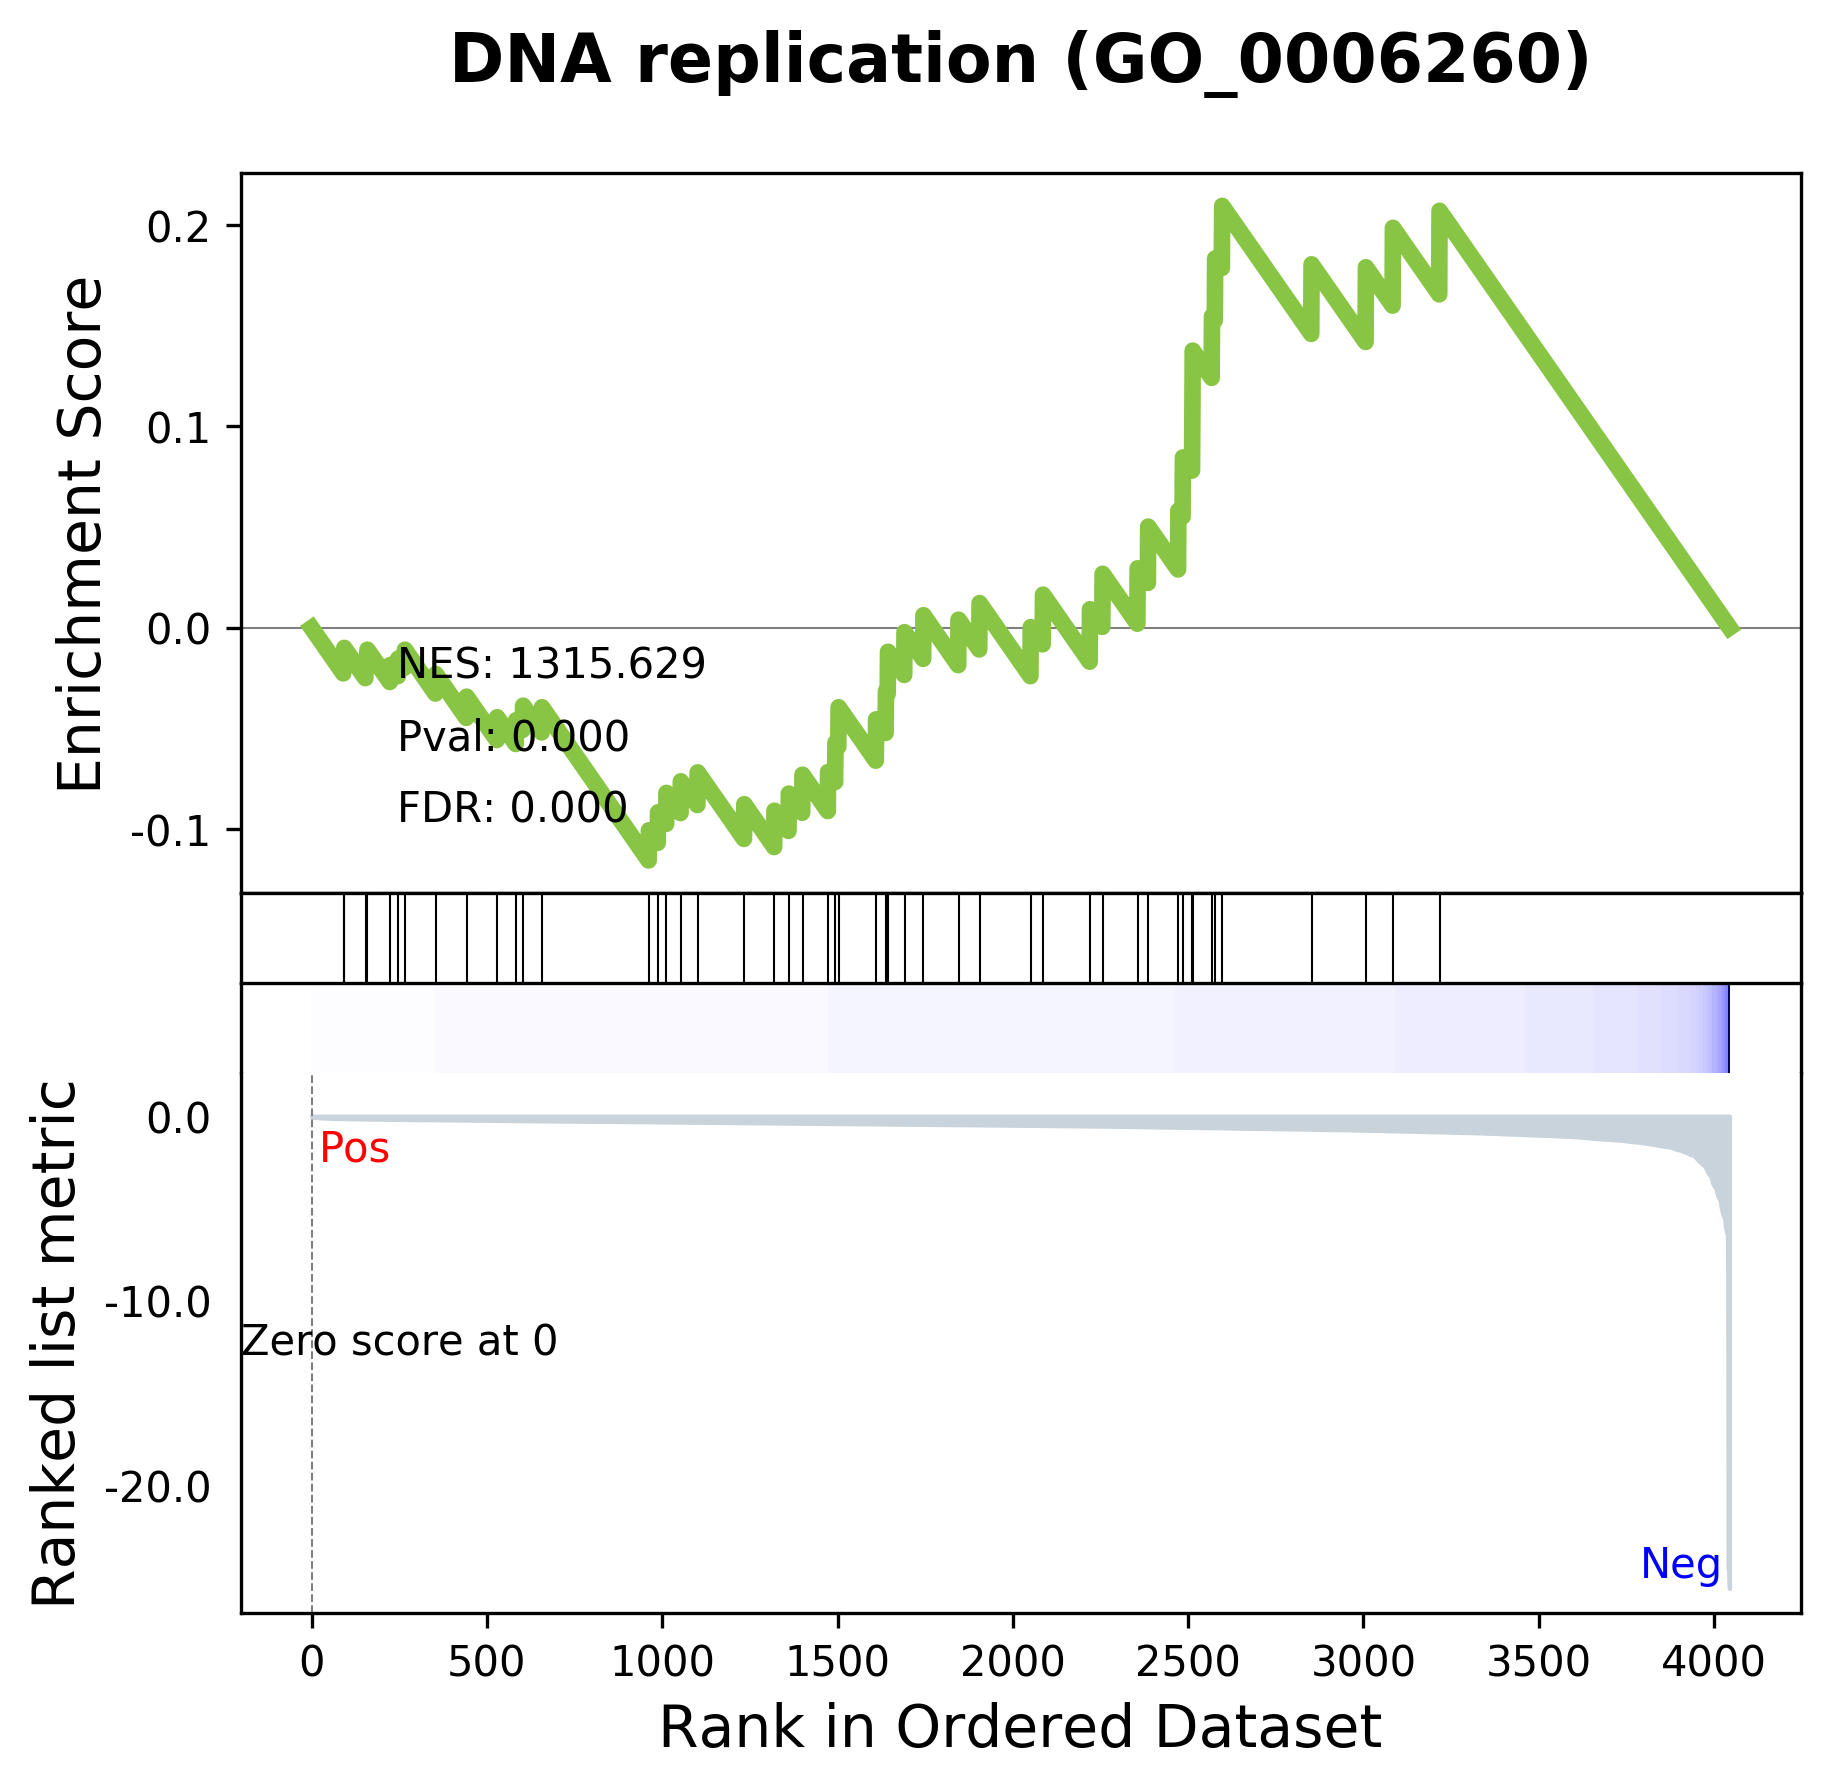 DNA replication (GO_0006260)
Enrichment Score
0.2
0.1
0.0
-0.1
NES: 1315.629
Pval: 0.000
FDR: 0.000
Ranked list metric
0.0
-10.0
-20.0
Pos
Zero score at 0
Neg
0 500 1000 1500 2000 2500 3000 3500 4000
Rank in Ordered Dataset